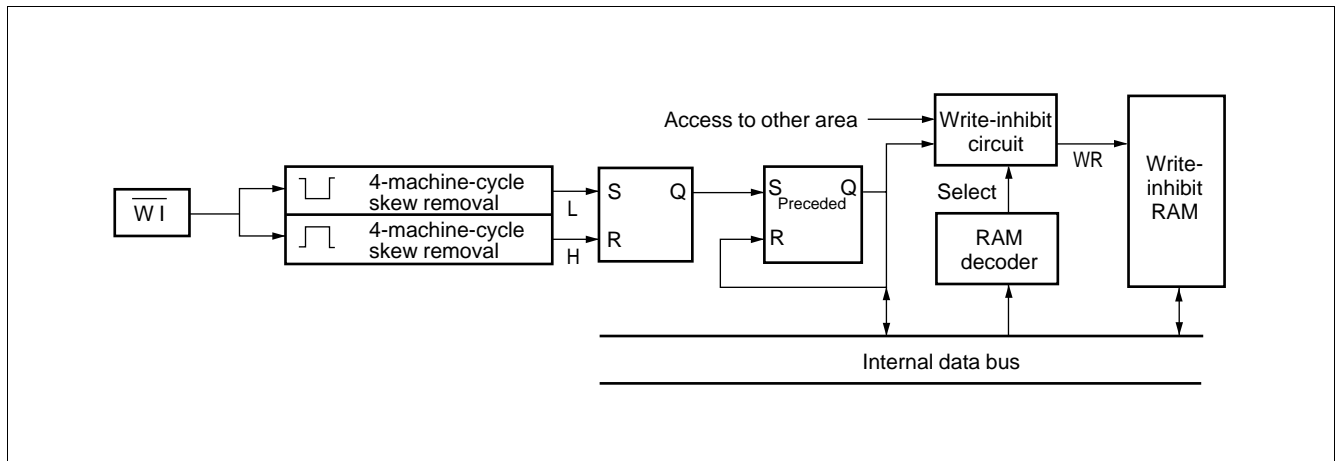 Access to other area
Write-inhibit
circuit
WR
Write-
inhibit
RAM
WI
4-machine-cycle
skew removal
4-machine-cycle
skew removal
L
H
S
Q
R
S
Q
Preceded
R
Select
RAM
decoder
Internal data bus